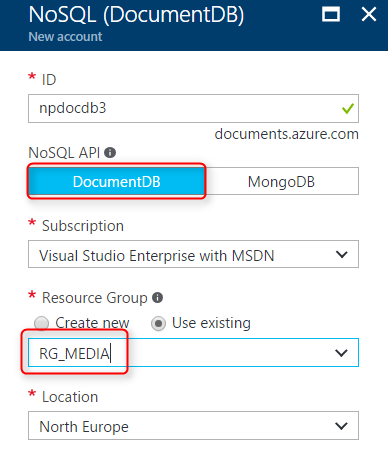 NoSQL (DocumentDB)
New account
* ID
npdocdb3
documents.azure.com
NoSQL API
DocumentDB MongoDB
* Subscription
Visual Studio Enterprise with MSDN
* Resource Group
Create new Use existing
RG_MEDIA
* Location
North Europe